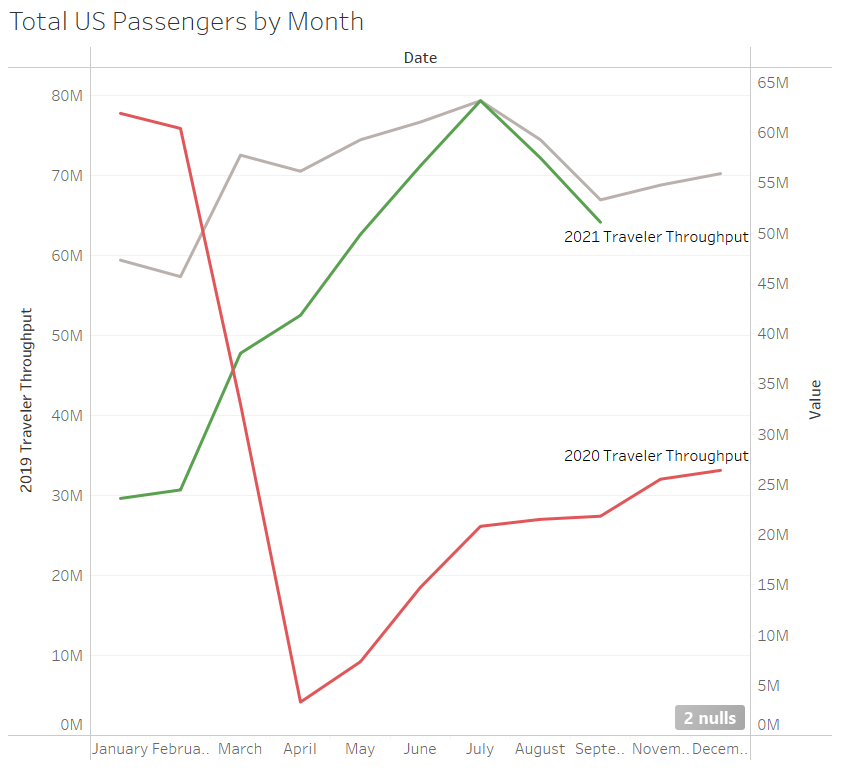 Total US Passengers by Month
Date
80M
70M
60M
50M
40M
30M
20M
10M
0M
2019 Traveler Throughput
65M
60M
55M
50M
45M
40M
35M
30M
25M
20M
15M
10M
5M
0M
Value
2021 Traveler Throughput
2020 Traveler Throughput
2 nulls
January Februa.. March April May June July August Septe.. Novem.. Decem..